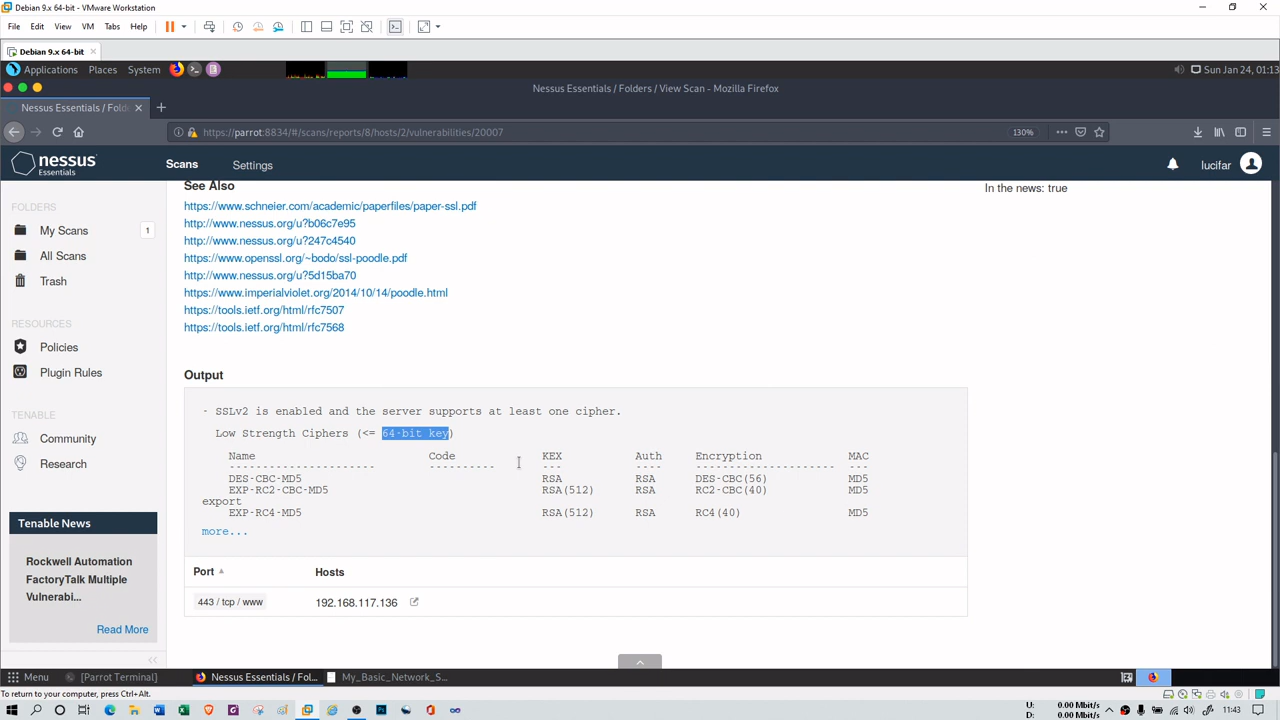 Debian 9.x 64-bit - VMware Workstation
File Edit View VM Tabs Help
Debian 9.x 64-bit
Applications Places System Sun Jan 24, 01:13
Nessus Essentials / Folders / View Scan - Mozilla Firefox
Nessus Essentials / Fold
https://parrot:8834/#/scans/reports/8/hosts/2/vulnerabilities/20007 130%
nessus Essentials Scans Settings lucifar
FOLDERS
My Scans 1
All Scans
Trash
RESOURCES
Policies
Plugin Rules
TENABLE
Community
Research
Tenable News
Rockwell Automation
FactoryTalk Multiple
Vulnerabi...
Read More
See Also
In the news: true
https://www.schneier.com/academic/paperfiles/paper-ssl.pdf
http://www.nessus.org/u?b06c7e95
http://www.nessus.org/u?247c4540
https://www.openssl.org/~bodo/ssl-poodle.pdf
http://www.nessus.org/u?5d15ba70
https://www.imperialviolet.org/2014/10/14/poodle.html
https://tools.ietf.org/html/rfc7507
https://tools.ietf.org/html/rfc7568
Output
- SSLv2 is enabled and the server supports at least one cipher.
Low Strength Ciphers (<= 64-bit key)
Name Code KEX Auth Encryption MAC
---------------------- ---------- --- ---- --------------------- ---
DES-CBC-MD5 RSA RSA DES-CBC(56) MD5
EXP-RC2-CBC-MD5 RSA(512) RSA RC2-CBC(40) MD5
export
EXP-RC4-MD5 RSA(512) RSA RC4(40) MD5
more...
Port Hosts
443 / tcp / www 192.168.117.136
Menu [Parrot Terminal] Nessus Essentials / Fol... My_Basic_Network_S...
To return to your computer, press Ctrl+Alt.
U: 0.00 Mbit/s
D: 0.00 Mbit/s
11:43